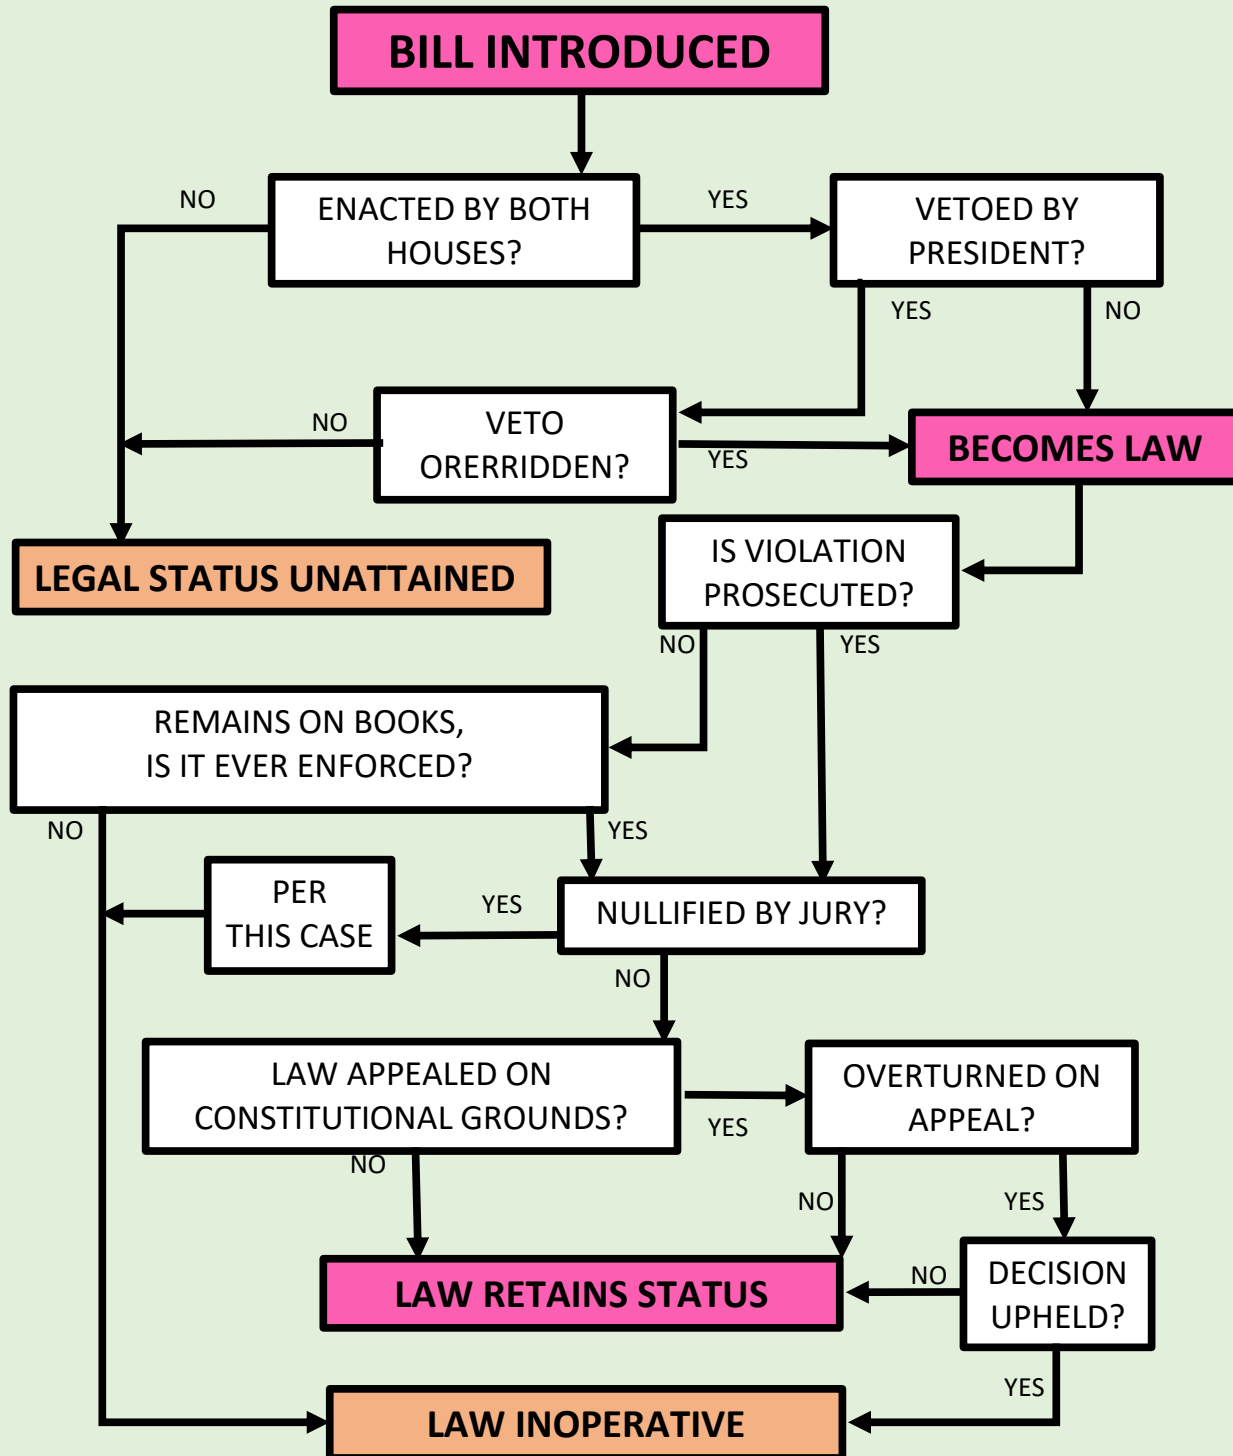 BILL INTRODUCED
NO
ENACTED BY BOTH
HOUSES?
YES
VETOED BY
PRESIDENT?
YES
NO
NO
VETO
ORERRIDDEN?
YES
BECOMES LAW
LEGAL STATUS UNATTAINED
IS VIOLATION
PROSECUTED?
NO
YES
REMAINS ON BOOKS,
IS IT EVER ENFORCED?
NO
YES
PER
THIS CASE
YES
NULLIFIED BY JURY?
NO
LAW APPEALED ON
CONSTITUTIONAL GROUNDS?
YES
OVERTURNED ON
APPEAL?
NO
NO
YES
LAW RETAINS STATUS
NO
DECISION
UPHELD?
YES
LAW INOPERATIVE